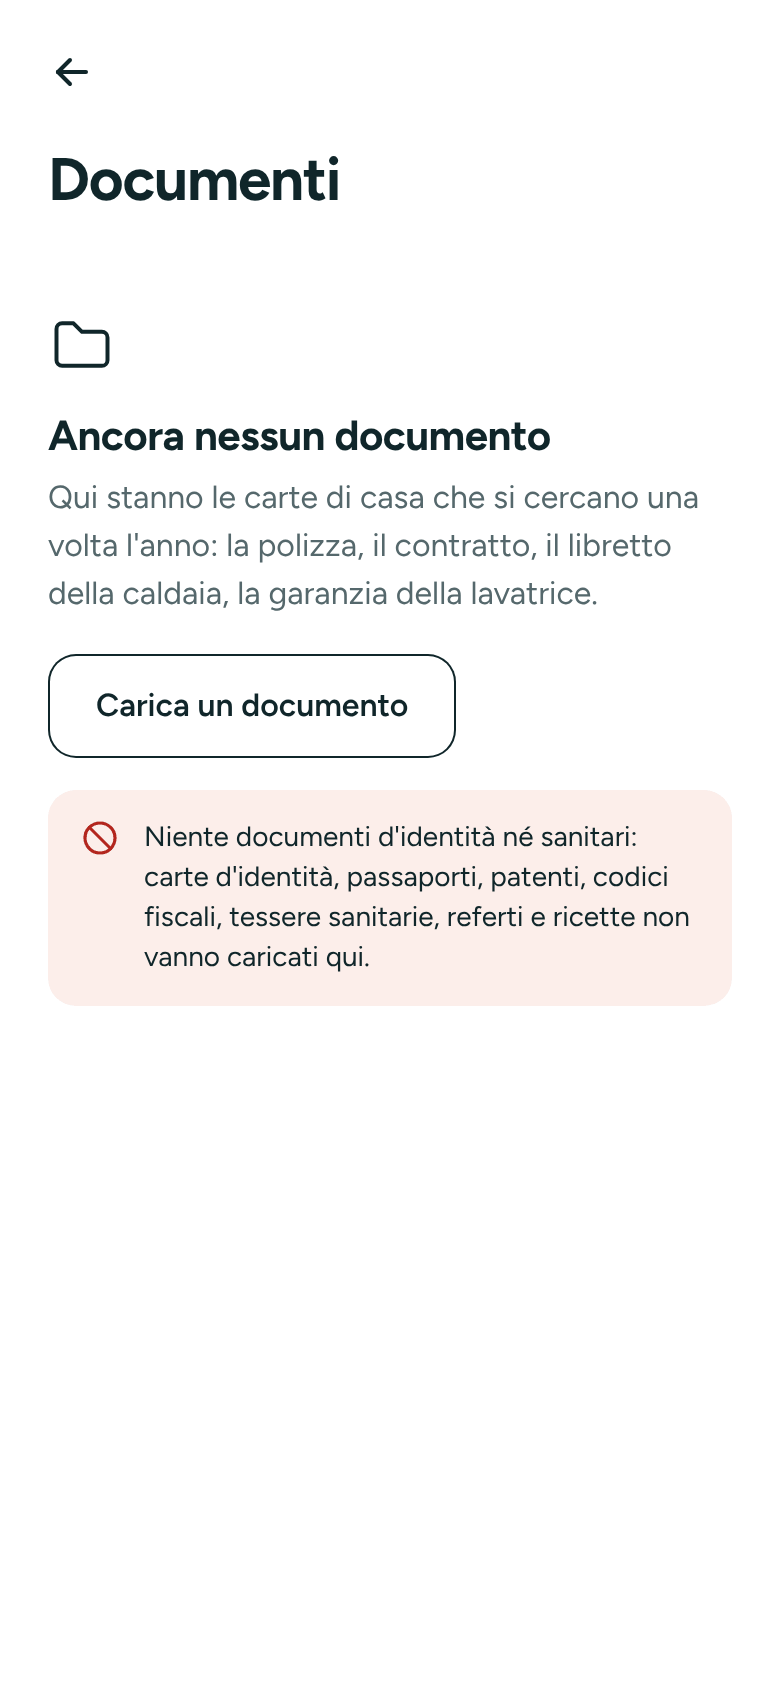 Documenti
Ancora nessun documento
Qui stanno le carte di casa che si cercano una
volta l'anno: la polizza, il contratto, il libretto
della caldaia, la garanzia della lavatrice.
Carica un documento
Niente documenti d'identità né sanitari:
carte d'identità, passaporti, patenti, codici
fiscali, tessere sanitarie, referti e ricette non
vanno caricati qui.